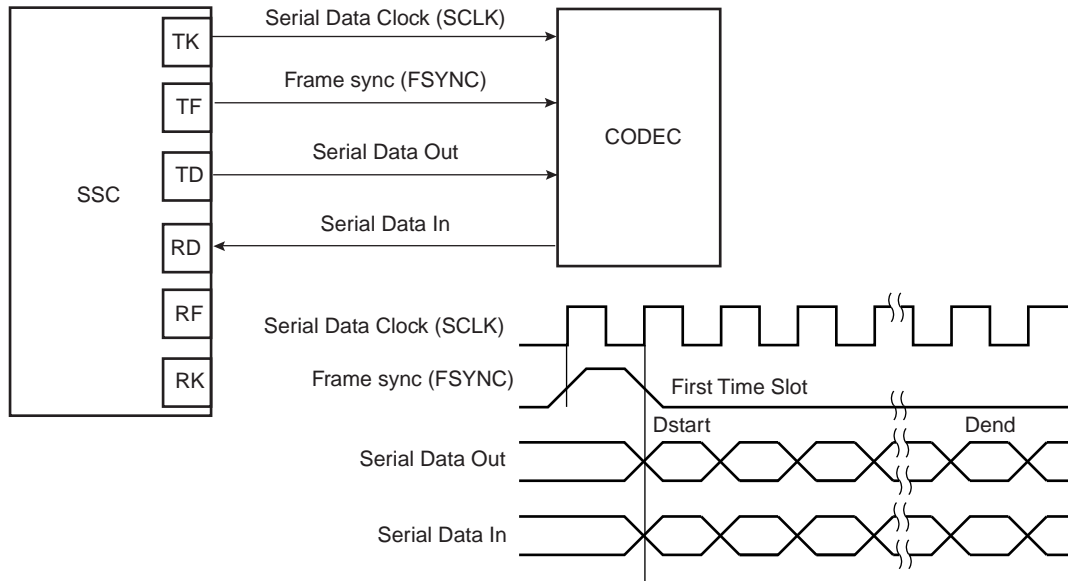 Serial Data Clock (SCLK)
TK
Frame sync (FSYNC)
TF
CODEC
Serial Data Out
TD
SSC
Serial Data In
RD
RF
Serial Data Clock (SCLK)
RK
Frame sync (FSYNC)
First Time Slot
Dstart
Dend
Serial Data Out
Serial Data In